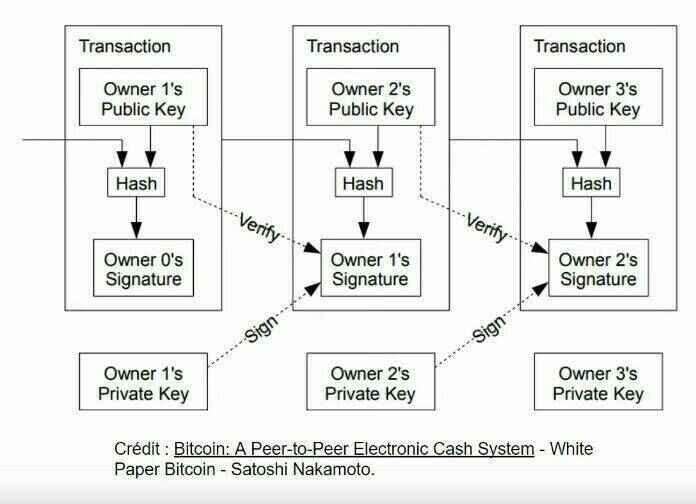 Transaction
Owner 1's
Public Key
Hash
Owner 0's
Signature
Verify
Transaction
Owner 2's
Public Key
Hash
Owner 1's
Signature
Verify
Transaction
Owner 3's
Public Key
Hash
Owner 2's
Signature
Sign
Sign
Owner 1's
Private Key
Owner 2's
Private Key
Owner 3's
Private Key
Crédit : Bitcoin: A Peer-to-Peer Electronic Cash System - White
Paper Bitcoin - Satoshi Nakamoto.